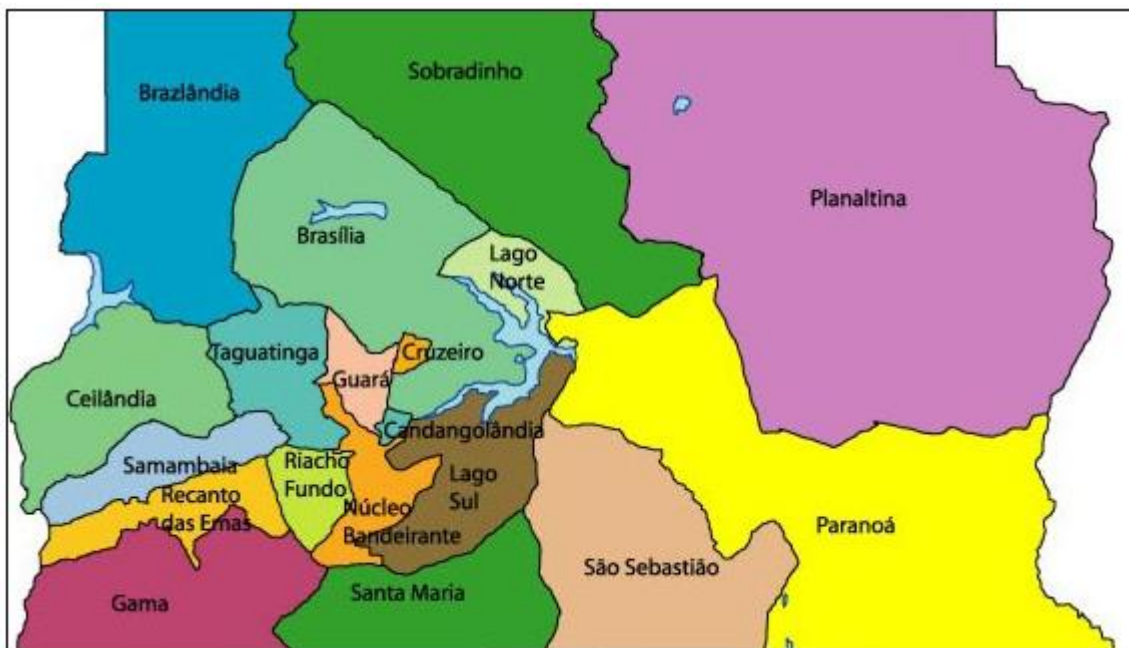 Sobradinho
Brazlândia
Planaltina
Brasília
Lago
Norte
Taguatinga
Cruzeiro
Guará
Ceilândia
Candangolândia
Samambaia
Riacho
Fundo
Lago
Sul
Recanto
das Emas
Núcleo
Bandeirante
Paranoá
São Sebastião
Santa Maria
Gama